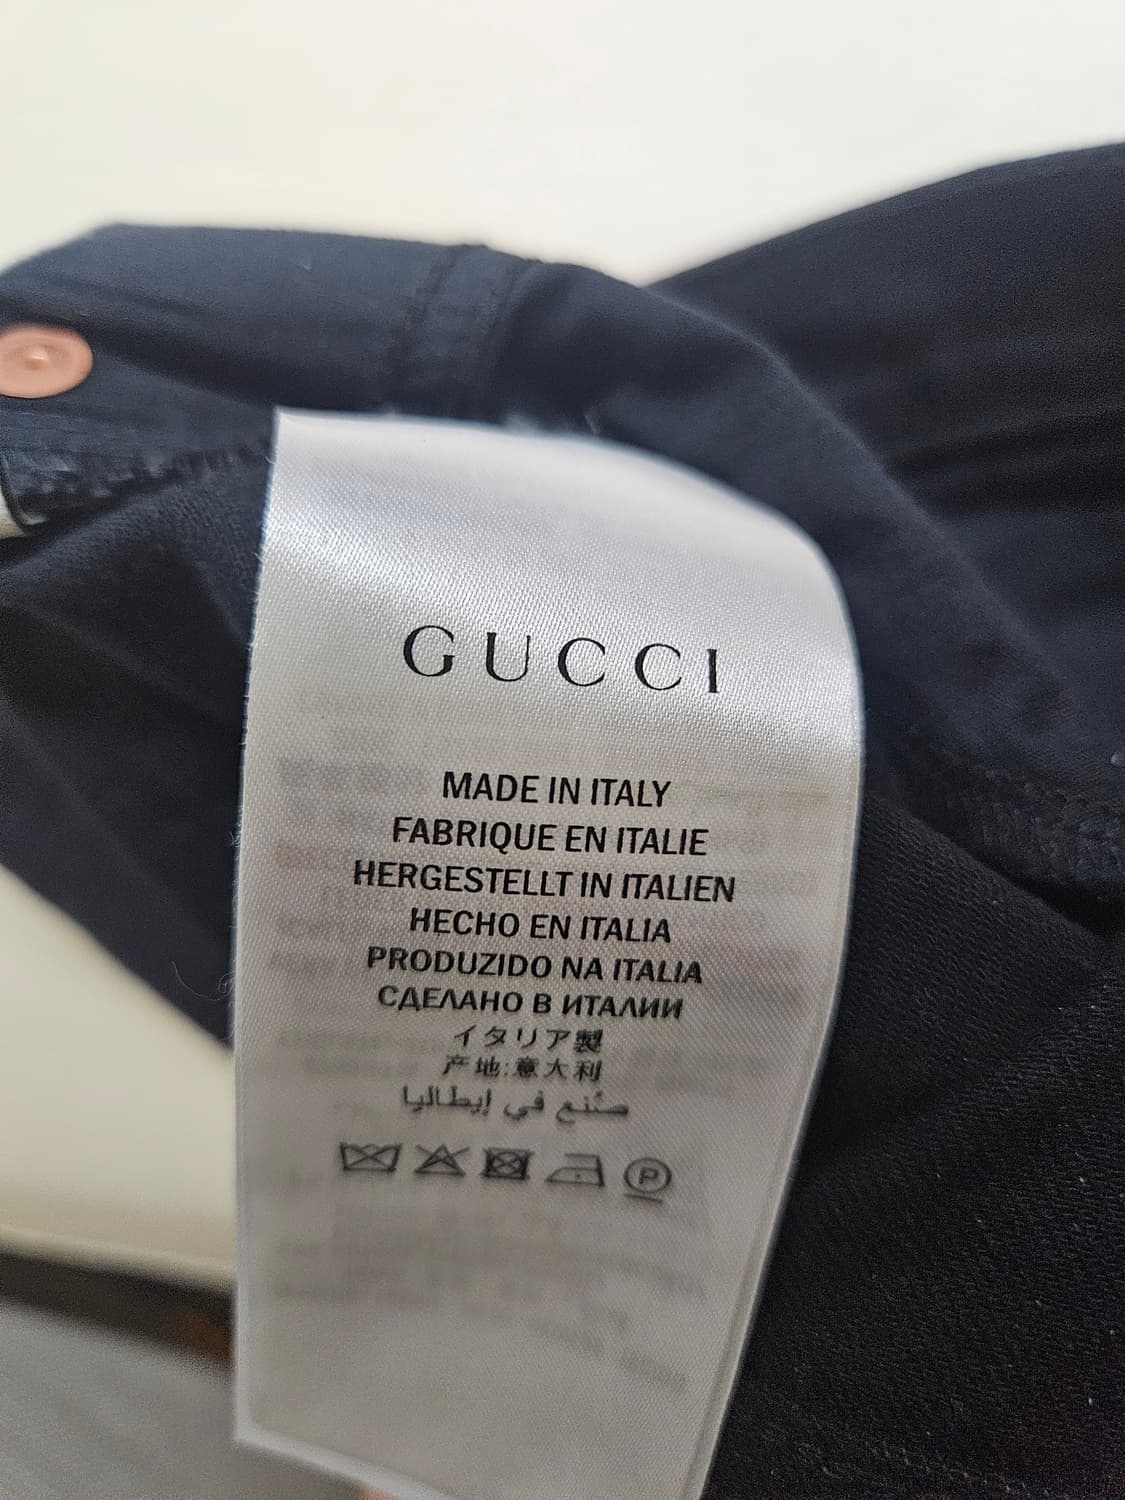 GUCCI
MADE IN ITALY
FABRIQUE EN ITALIE
HERGESTELLT IN ITALIEN
HECHO EN ITALIA
PRODUZIDO NA ITALIA
СДЕЛАНО В ИТАЛИИ
イタリア製
产地:意大利
صُنع في إيطاليا
P